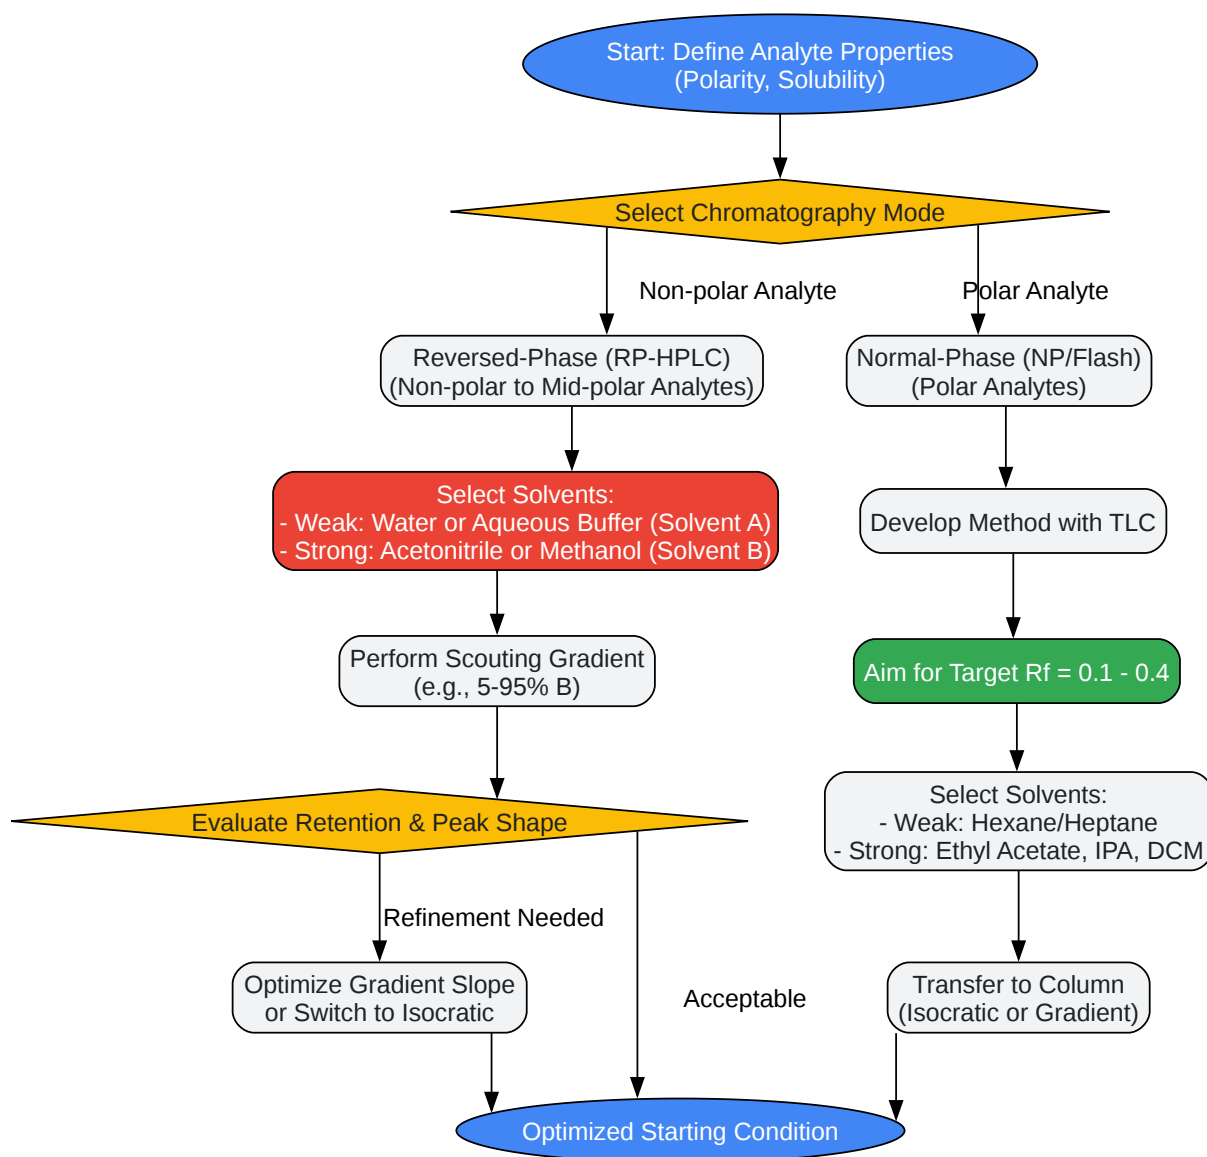 Start: Define Analyte Properties
(Polarity, Solubility)
Select Chromatography Mode
Non-polar Analyte
Polar Analyte
Reversed-Phase (RP-HPLC)
(Non-polar to Mid-polar Analytes)
Normal-Phase (NP/Flash)
(Polar Analytes)
Select Solvents:
- Weak: Water or Aqueous Buffer (Solvent A)
- Strong: Acetonitrile or Methanol (Solvent B)
Develop Method with TLC
Perform Scouting Gradient
(e.g., 5-95% B)
Aim for Target Rf = 0.1 - 0.4
Evaluate Retention & Peak Shape
Select Solvents:
- Weak: Hexane/Heptane
- Strong: Ethyl Acetate, IPA, DCM
Refinement Needed
Optimize Gradient Slope
or Switch to Isocratic
Acceptable
Transfer to Column
(Isocratic or Gradient)
Optimized Starting Condition